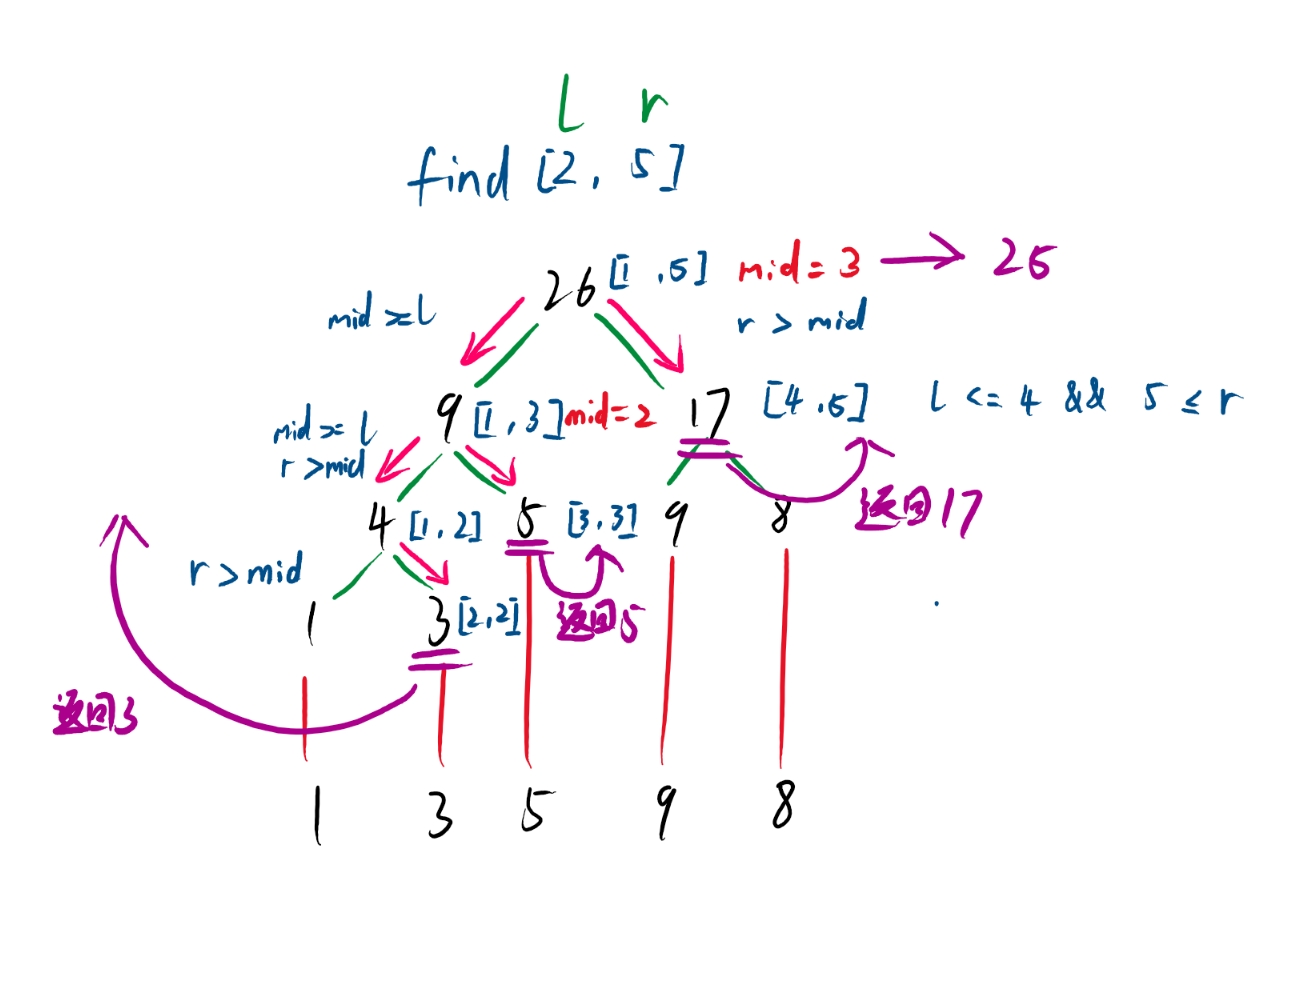 l r
find [2, 5]
26 [1 ,5] mid = 3 → 25
mid >= l
r > mid
9 [1, 3] mid=2
17 [4,5] l <= 4 && 5 ≤ r
mid >= l
r >mid
4 [1,2]
5 [3,3]
9
8
返回17
r > mid
1
3 [2,2]
返回5
返回3
1 3 5 9 8